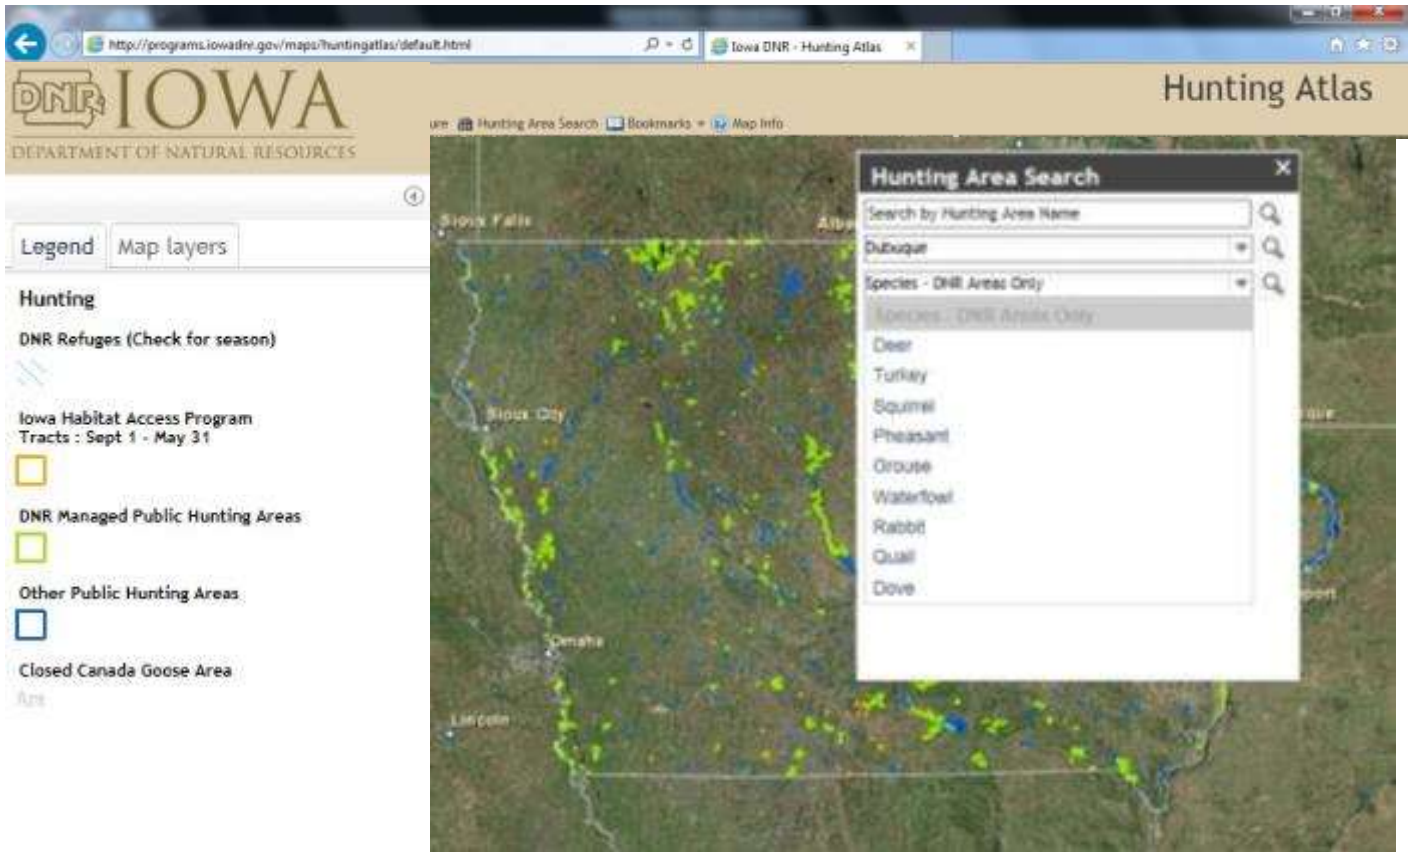 http://programs.iowadnr.gov/maps/huntingatlas/default.html
Iowa DNR - Hunting Atlas
DNR IOWA
DEPARTMENT OF NATURAL RESOURCES
Hunting Atlas
ure Hunting Area Search Bookmarks Map Info
Legend Map layers
Hunting
DNR Refuges (Check for season)
Iowa Habitat Access Program
Tracts : Sept 1 - May 31
DNR Managed Public Hunting Areas
Other Public Hunting Areas
Closed Canada Goose Area
Sioux Falls
Albe
Sioux City
Omaha
Lincoln
port
Hunting Area Search
Search by Hunting Area Name
Dubuque
Species - DNR Areas Only
Species - DNR Areas Only
Deer
Turkey
Squirrel
Pheasant
Grouse
Waterfowl
Rabbit
Quail
Dove